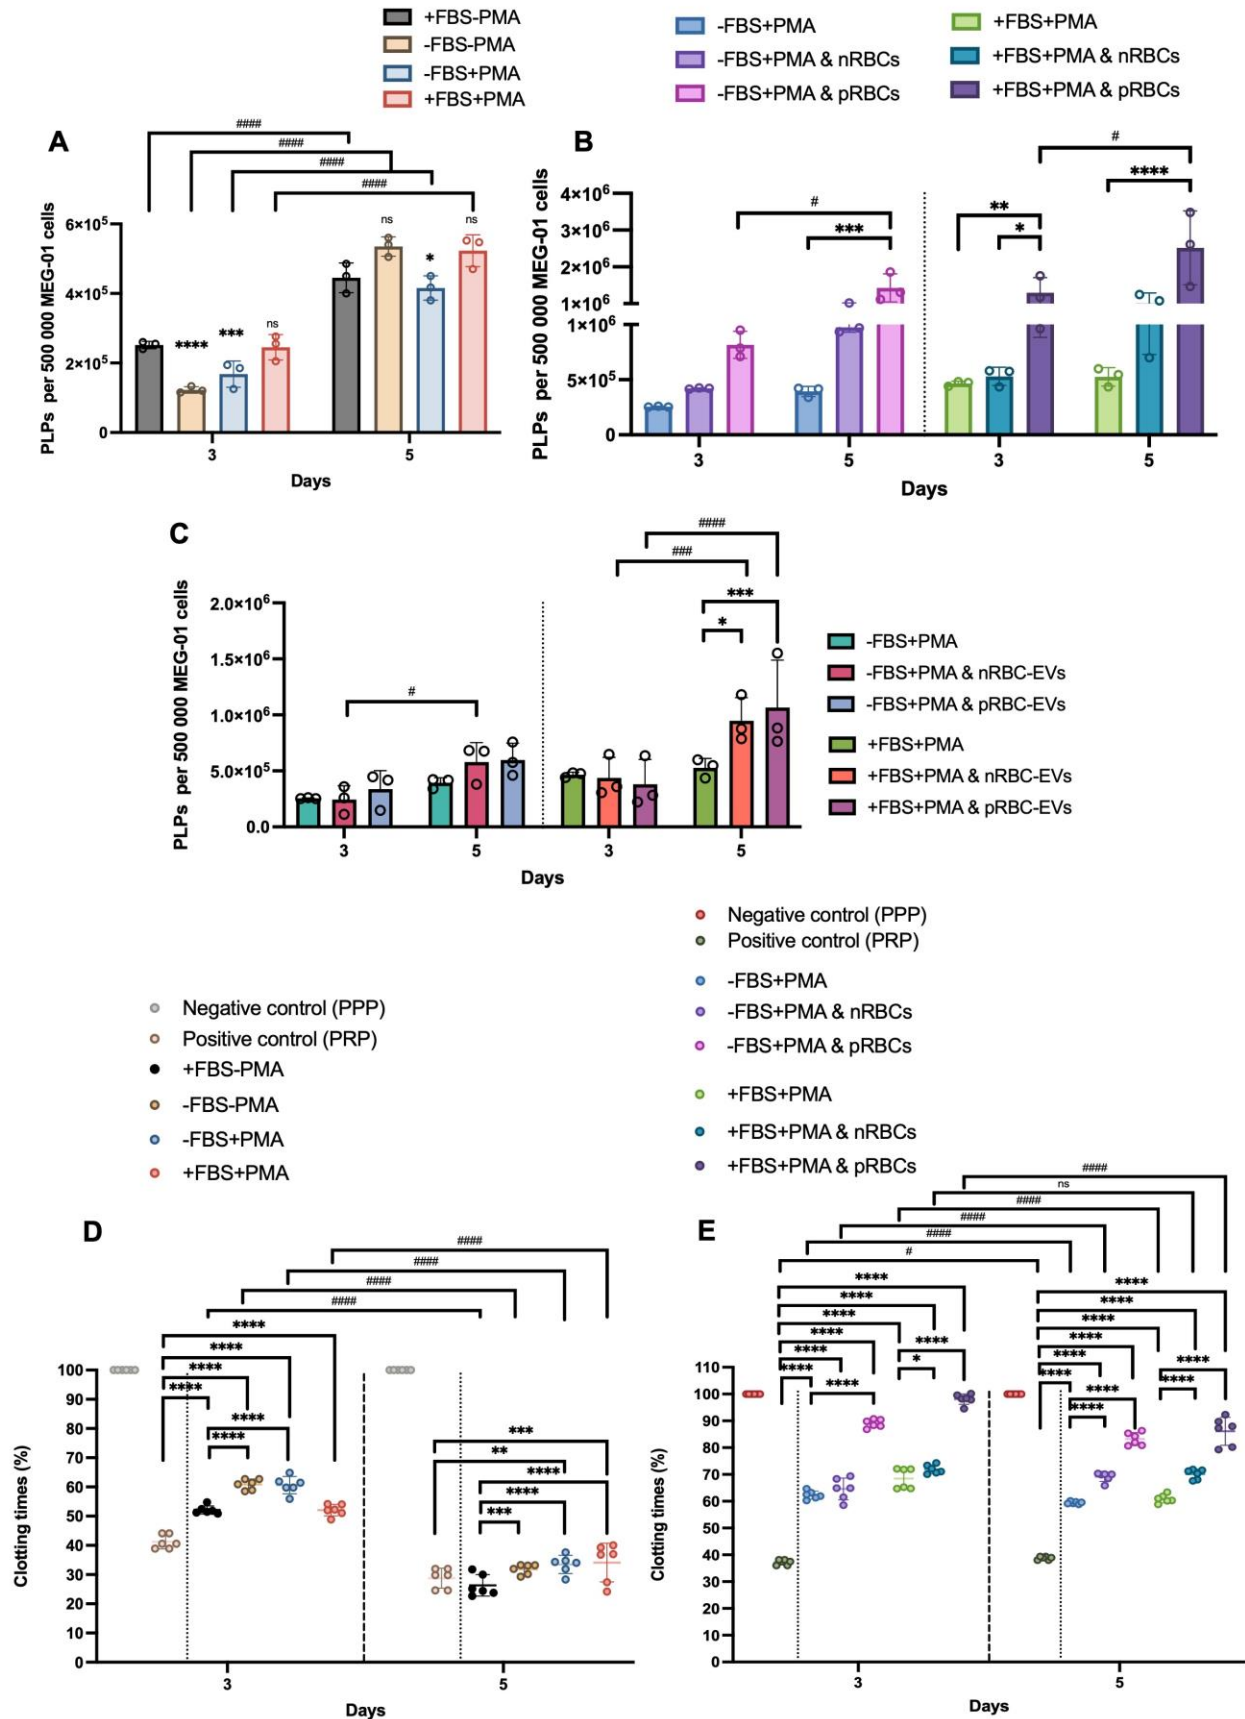 +FBS-PMA
-FBS-PMA
-FBS+PMA
+FBS+PMA
-FBS+PMA
-FBS+PMA & nRBCs
-FBS+PMA & pRBCs
+FBS+PMA
+FBS+PMA & nRBCs
+FBS+PMA & pRBCs
A
####
####
####
####
ns
ns
*
ns
***
****
PLPs per 500 000 MEG-01 cells
6×10⁵
4×10⁵
2×10⁵
0
3
5
Days
B
#
****
#
***
**
*
PLPs per 500 000 MEG-01 cells
4×10⁶
3×10⁶
2×10⁶
1×10⁶
1×10⁶
5×10⁵
0
3
5
3
5
Days
C
####
###
***
*
#
PLPs per 500 000 MEG-01 cells
2.0×10⁶
1.5×10⁶
1.0×10⁶
5.0×10⁵
0.0
3
5
3
5
Days
-FBS+PMA
-FBS+PMA & nRBC-EVs
-FBS+PMA & pRBC-EVs
+FBS+PMA
+FBS+PMA & nRBC-EVs
+FBS+PMA & pRBC-EVs
Negative control (PPP)
Positive control (PRP)
+FBS-PMA
-FBS-PMA
-FBS+PMA
+FBS+PMA
Negative control (PPP)
Positive control (PRP)
-FBS+PMA
-FBS+PMA & nRBCs
-FBS+PMA & pRBCs
+FBS+PMA
+FBS+PMA & nRBCs
+FBS+PMA & pRBCs
D
####
####
####
####
****
****
****
****
****
****
***
**
****
****
***
Clotting times (%)
100
90
80
70
60
50
40
30
20
10
0
3
5
Days
E
####
ns
####
####
####
#
****
****
****
****
****
****
****
*
****
****
****
****
****
****
****
****
****
****
****
Clotting times (%)
110
100
90
80
70
60
50
40
30
20
10
0
3
5
Days